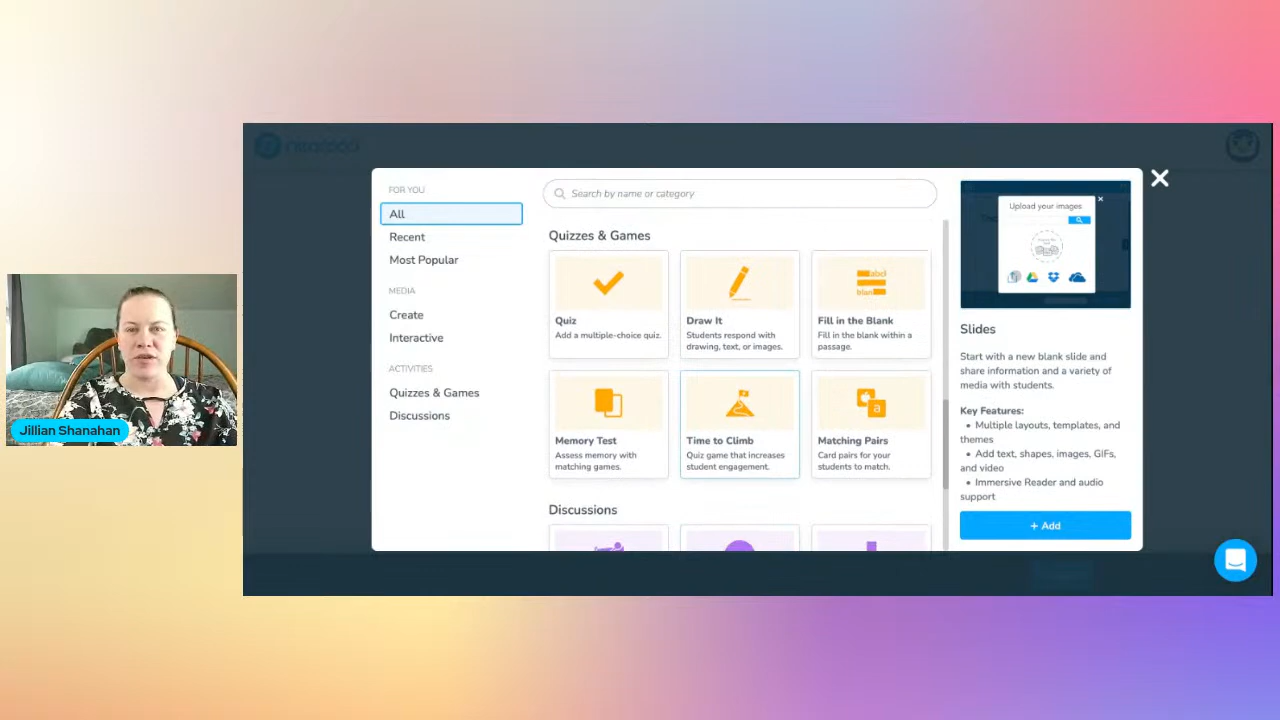 nearpod
FOR YOU
All
Recent
Most Popular
MEDIA
Create
Interactive
ACTIVITIES
Quizzes & Games
Discussions
Search by name or category
Quizzes & Games
Quiz
Add a multiple-choice quiz.
Draw It
Students respond with
drawing, text, or images.
abcl
blan
Fill in the Blank
Fill in the blank within a
passage.
Memory Test
Assess memory with
matching games.
Time to Climb
Quiz game that increases
student engagement.
a
Matching Pairs
Card pairs for your
students to match.
Discussions
Upload your images
Slides
Start with a new blank slide and
share information and a variety of
media with students.
Key Features:
• Multiple layouts, templates, and
themes
• Add text, shapes, images, GIFs,
and video
• Immersive Reader and audio
support
+ Add
Jillian Shanahan